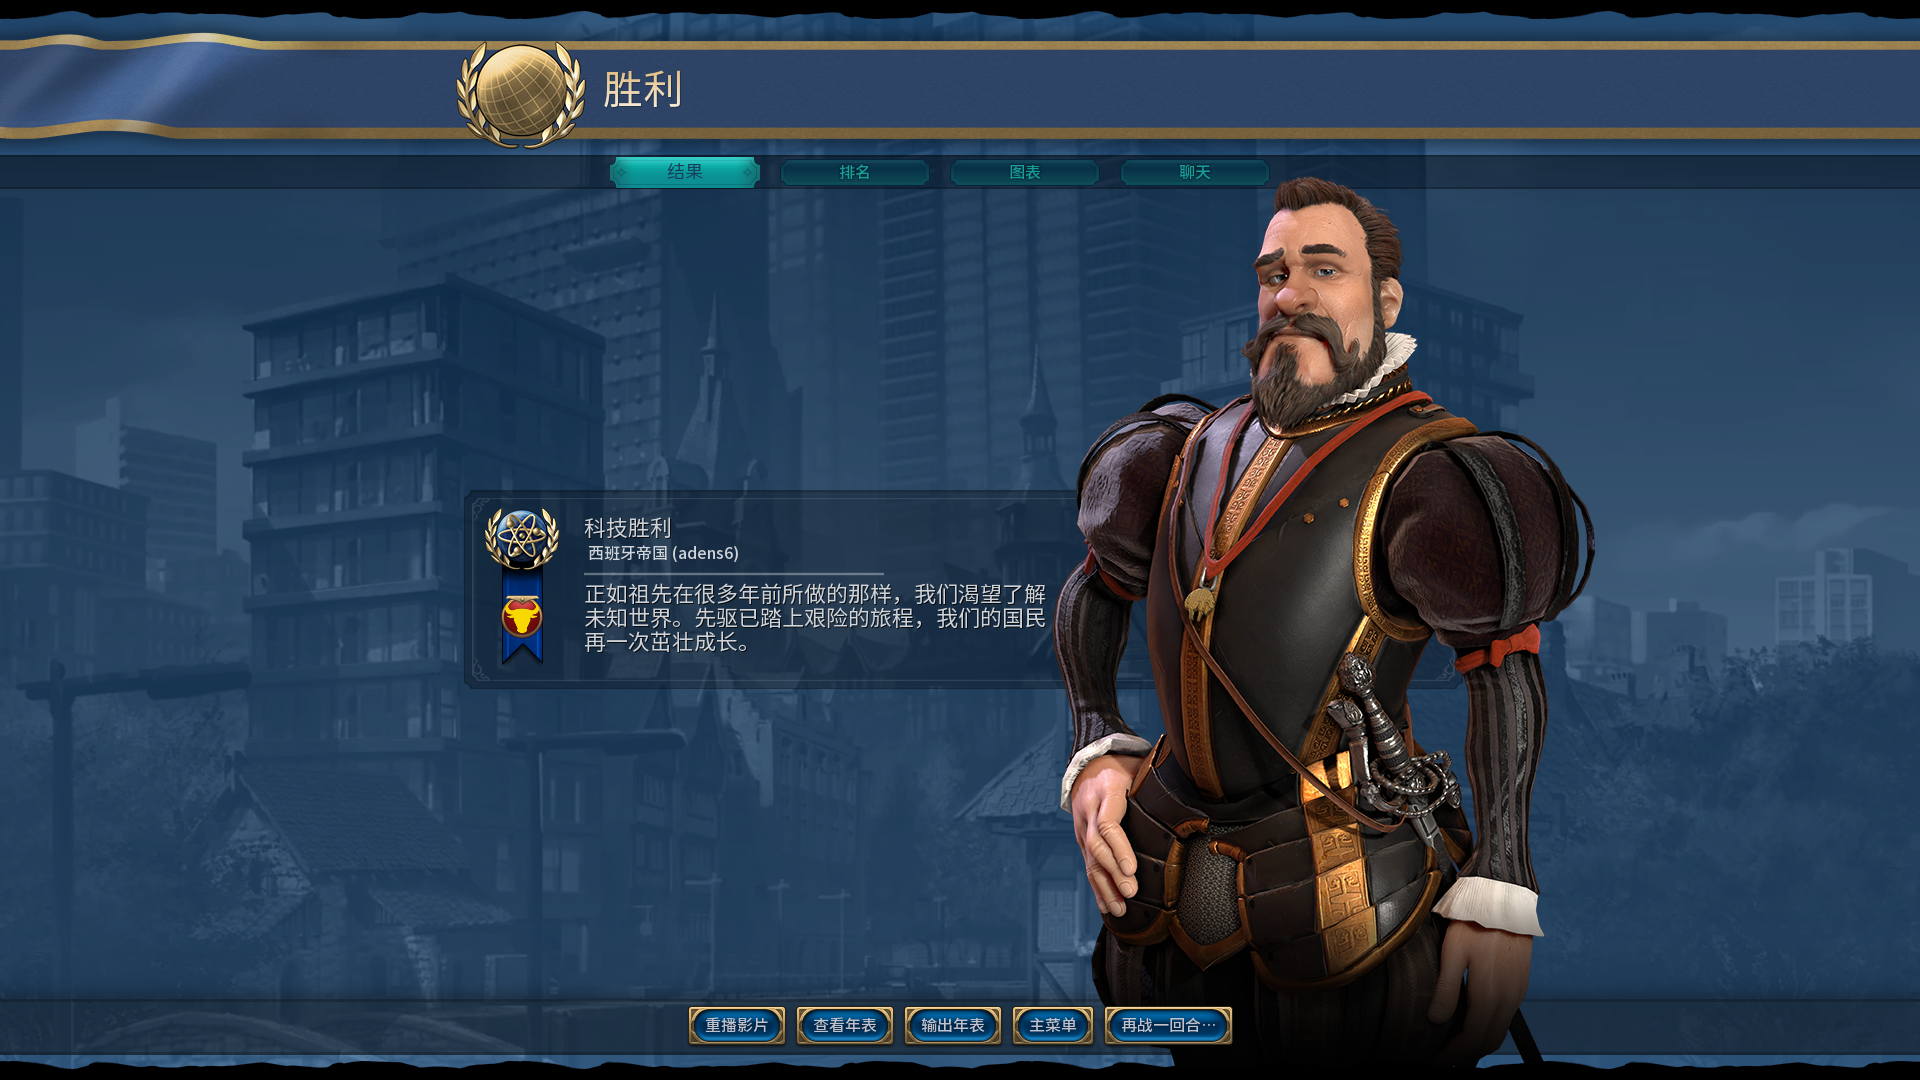 胜利
结果
排名
图表
聊天
科技胜利
西班牙帝国 (adens6)
正如祖先在很多年前所做的那样，我们渴望了解
未知世界。先驱已踏上艰险的旅程，我们的国民
再一次茁壮成长。
重播影片
查看年表
输出年表
主菜单
再战一回合…